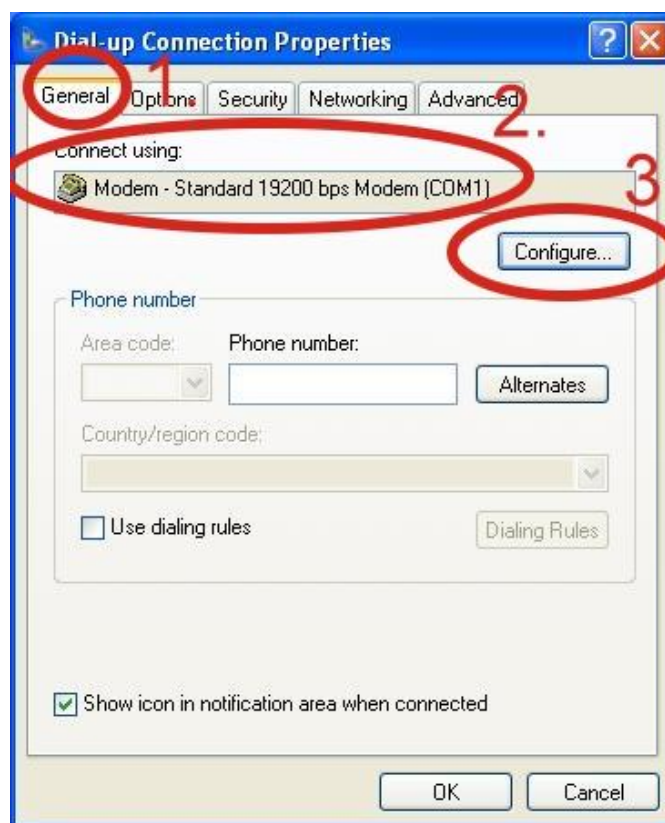 Dial-up Connection Properties
1.
General Options Security Networking Advanced
2.
Connect using:
Modem - Standard 19200 bps Modem (COM1)
3
Configure...
Phone number
Area code: Phone number:
Alternates
Country/region code:
Use dialing rules
Dialing Rules
Show icon in notification area when connected
OK Cancel